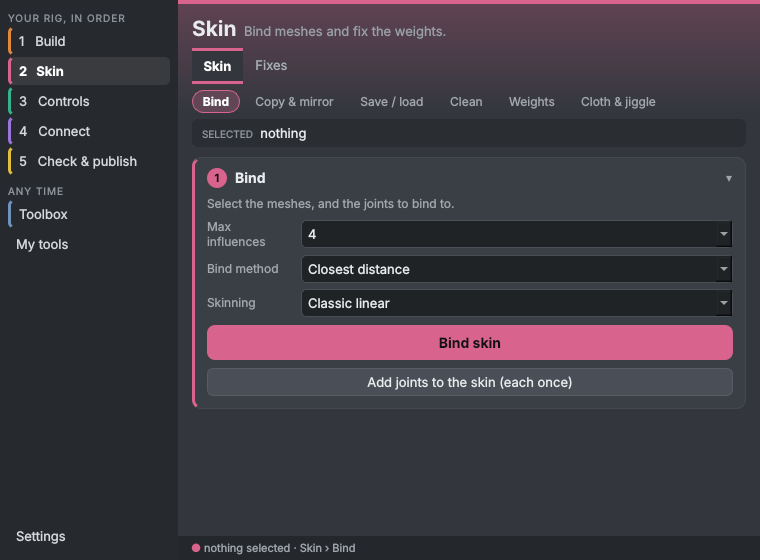 YOUR RIG, IN ORDER
1 Build
2 Skin
3 Controls
4 Connect
5 Check & publish
ANY TIME
Toolbox
My tools
Settings
Skin Bind meshes and fix the weights.
Skin Fixes
Bind Copy & mirror Save / load Clean Weights Cloth & jiggle
SELECTED nothing
1 Bind
Select the meshes, and the joints to bind to.
Max
influences
4
Bind method Closest distance
Skinning Classic linear
Bind skin
Add joints to the skin (each once)
nothing selected · Skin › Bind